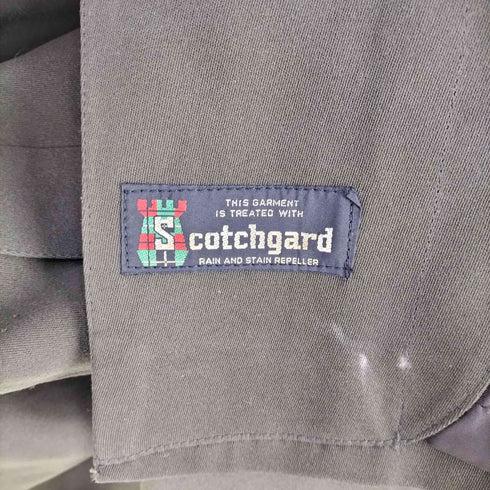 THIS GARMENT
IS TREATED WITH
Scotchgard
RAIN AND STAIN REPELLER